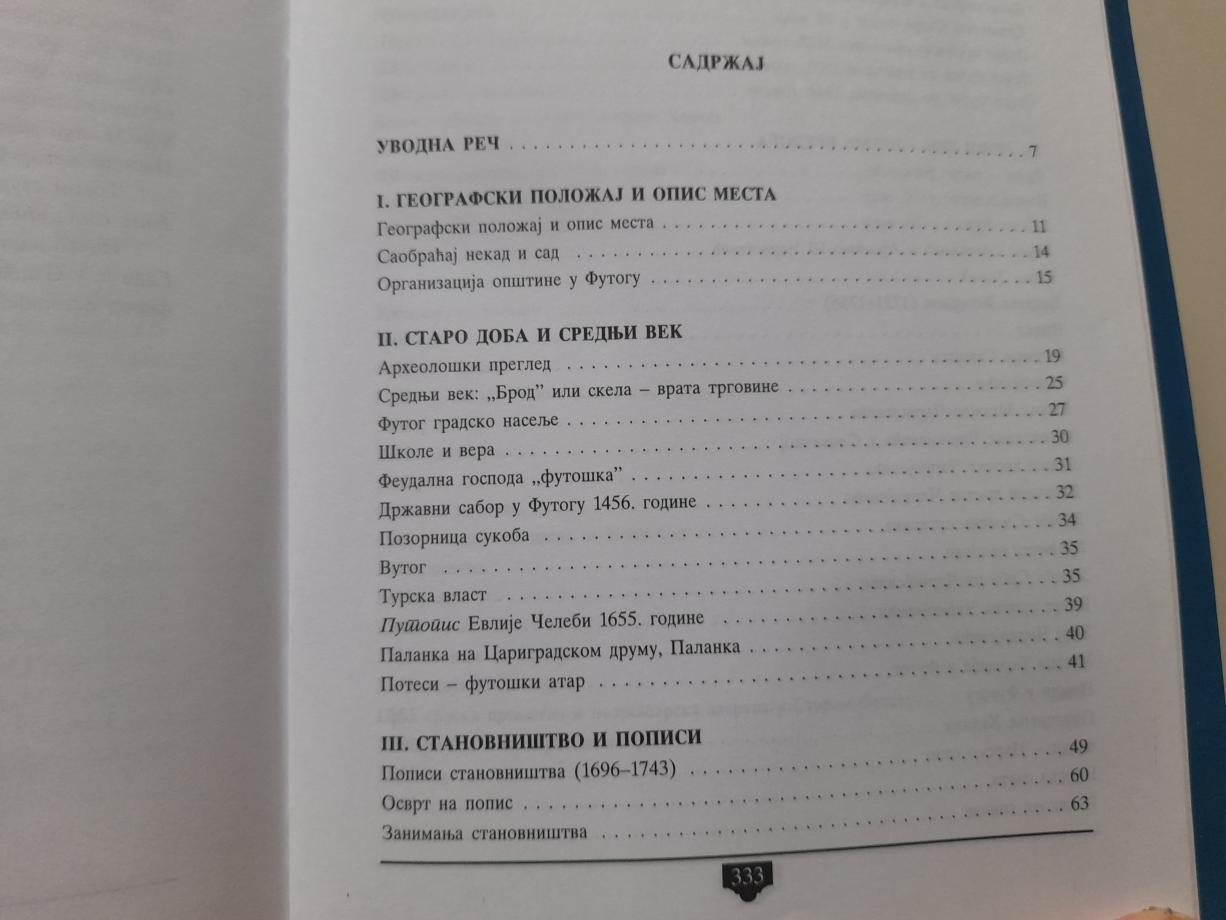 САДРЖАЈ
УВОДНА РЕЧ . . . . . . . . . . . . . . . . . . . . . . . . . . . . . . . . . . . . . . . . . . . . 7
I. ГЕОГРАФСКИ ПОЛОЖАЈ И ОПИС МЕСТА
Географски положај и опис места . . . . . . . . . . . . . . . . . . . . . . . . . . . . . . . 11
Саобраћај некад и сад . . . . . . . . . . . . . . . . . . . . . . . . . . . . . . . . . . . . . . . 14
Организација општине у Футогу . . . . . . . . . . . . . . . . . . . . . . . . . . . . . . . . 15
II. СТАРО ДОБА И СРЕДЊИ ВЕК
Археолошки преглед . . . . . . . . . . . . . . . . . . . . . . . . . . . . . . . . . . . . . . . . 19
Средњи век: „Брод” или скела – врата трговине . . . . . . . . . . . . . . . . . . . . . 25
Футог градско насеље . . . . . . . . . . . . . . . . . . . . . . . . . . . . . . . . . . . . . . . 27
Школе и вера . . . . . . . . . . . . . . . . . . . . . . . . . . . . . . . . . . . . . . . . . . . . . 30
Феудална господа „футошка” . . . . . . . . . . . . . . . . . . . . . . . . . . . . . . . . . . 31
Државни сабор у Футогу 1456. године . . . . . . . . . . . . . . . . . . . . . . . . . . . . 32
Позорница сукоба . . . . . . . . . . . . . . . . . . . . . . . . . . . . . . . . . . . . . . . . . . 34
Вутог . . . . . . . . . . . . . . . . . . . . . . . . . . . . . . . . . . . . . . . . . . . . . . . . . . . 35
Турска власт . . . . . . . . . . . . . . . . . . . . . . . . . . . . . . . . . . . . . . . . . . . . . . 35
Путопис Евлије Челеби 1655. године . . . . . . . . . . . . . . . . . . . . . . . . . . . . . 39
Паланка на Цариградском друму, Паланка . . . . . . . . . . . . . . . . . . . . . . . . . 40
Потеси – футошки атар . . . . . . . . . . . . . . . . . . . . . . . . . . . . . . . . . . . . . . 41
III. СТАНОВНИШТВО И ПОПИСИ
Пописи становништва (1696–1743) . . . . . . . . . . . . . . . . . . . . . . . . . . . . . . 49
Осврт на попис . . . . . . . . . . . . . . . . . . . . . . . . . . . . . . . . . . . . . . . . . . . . 60
Занимања становништва . . . . . . . . . . . . . . . . . . . . . . . . . . . . . . . . . . . . . 63
333